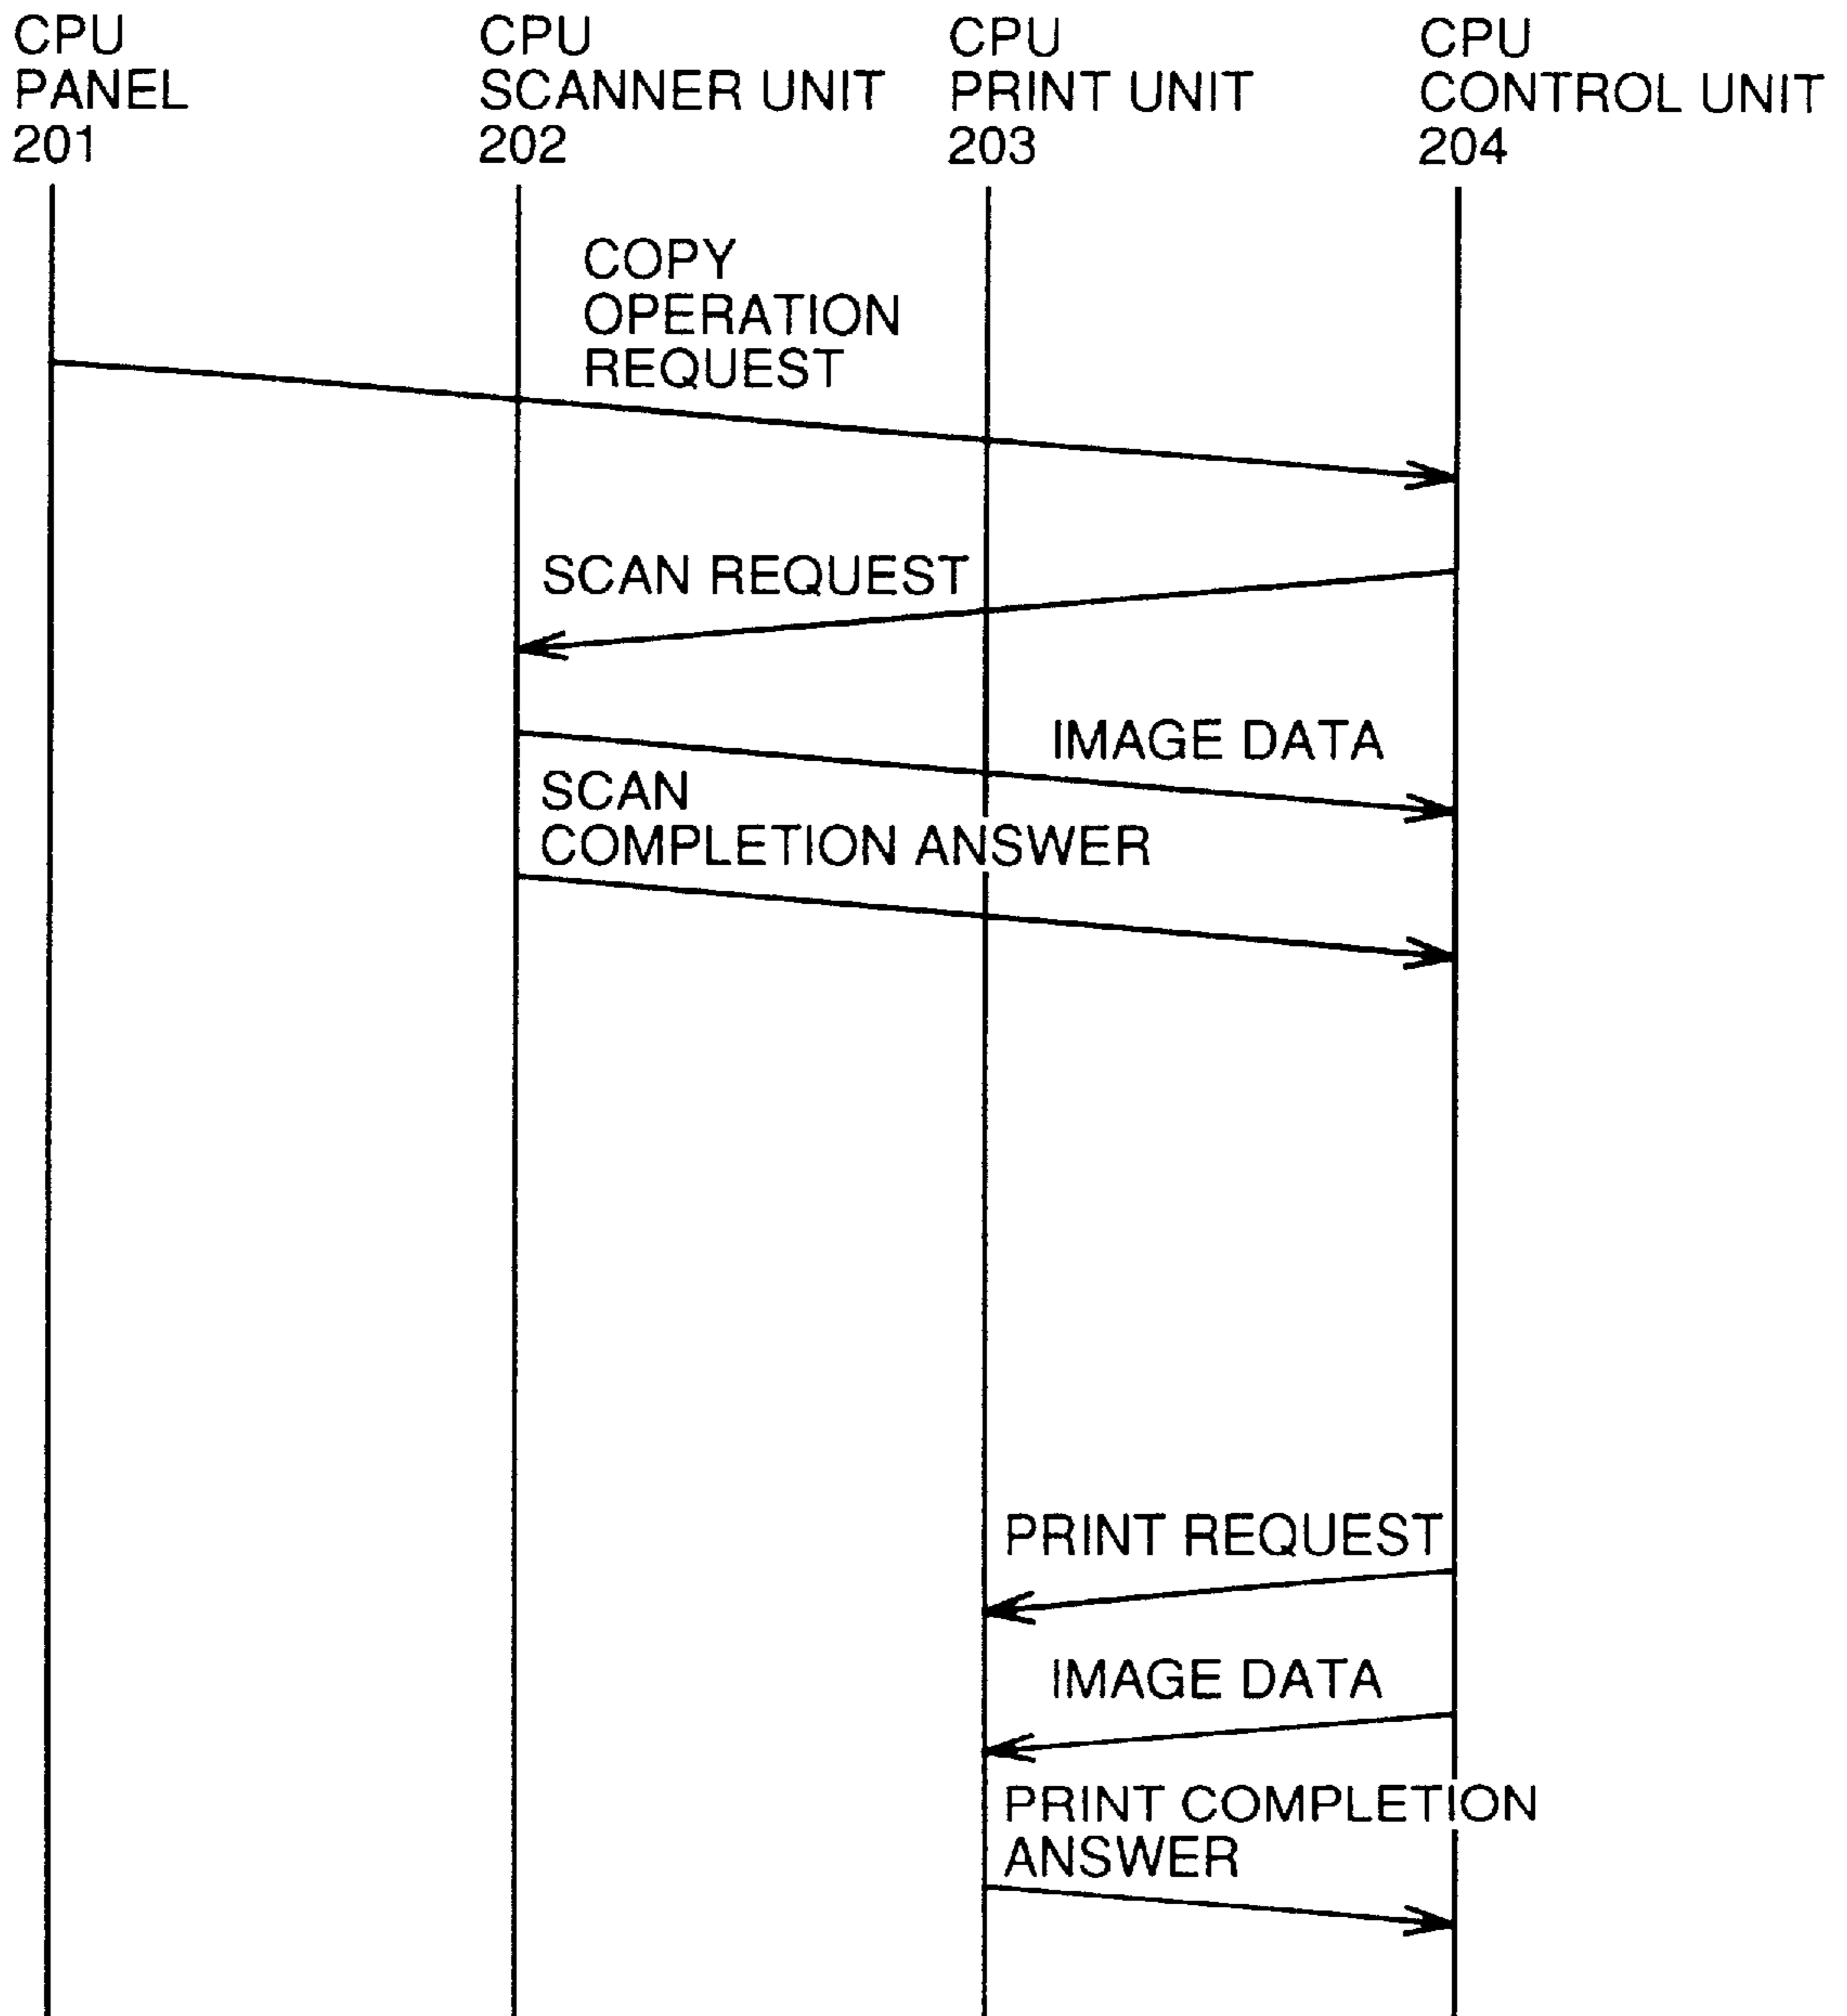 CPU
PANEL
201
CPU
SCANNER UNIT
202
CPU
PRINT UNIT
203
CPU
CONTROL UNIT
204
COPY
OPERATION
REQUEST
SCAN REQUEST
IMAGE DATA
SCAN
COMPLETION ANSWER
PRINT REQUEST
IMAGE DATA
PRINT COMPLETION
ANSWER